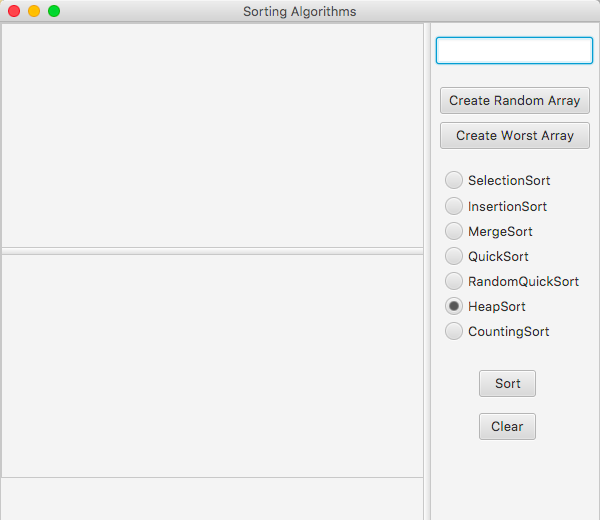 Sorting Algorithms
Create Random Array
Create Worst Array
SelectionSort
InsertionSort
MergeSort
QuickSort
RandomQuickSort
HeapSort
CountingSort
Sort
Clear